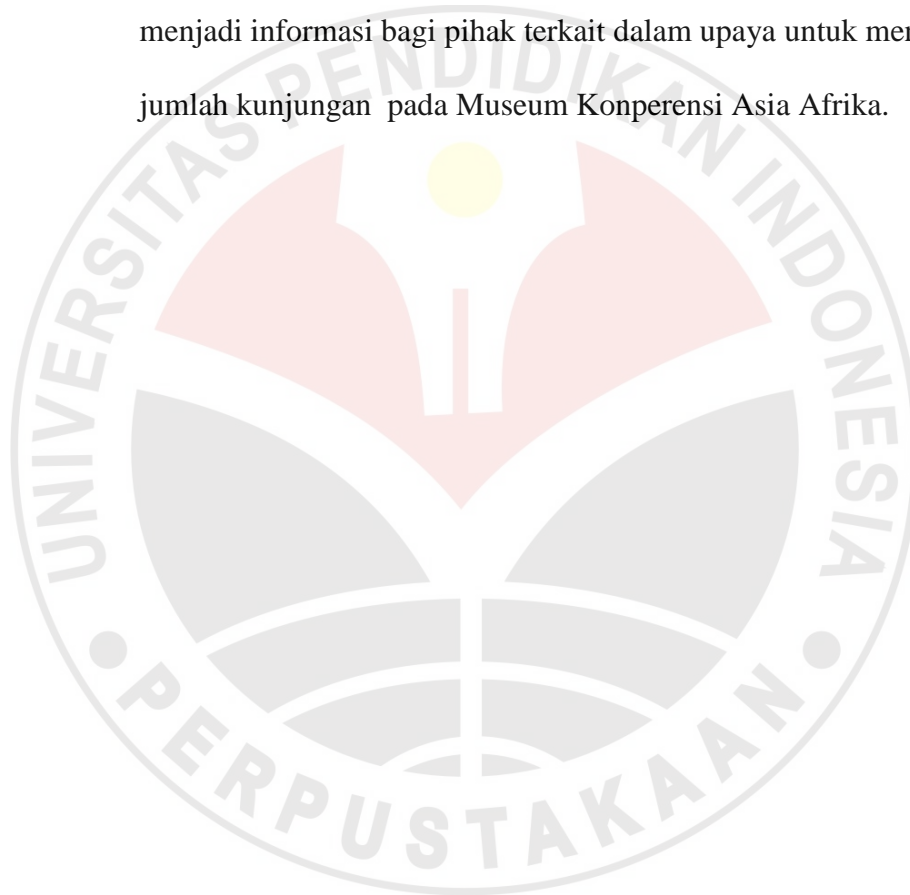 menjadi informasi bagi pihak terkait dalam upaya untuk
jumlah kunjungan pada Museum Konperensi Asia Afrika.
UNIVERSITAS PENDIDIKAN INDONESIA
• PERPUSTAKAAN •